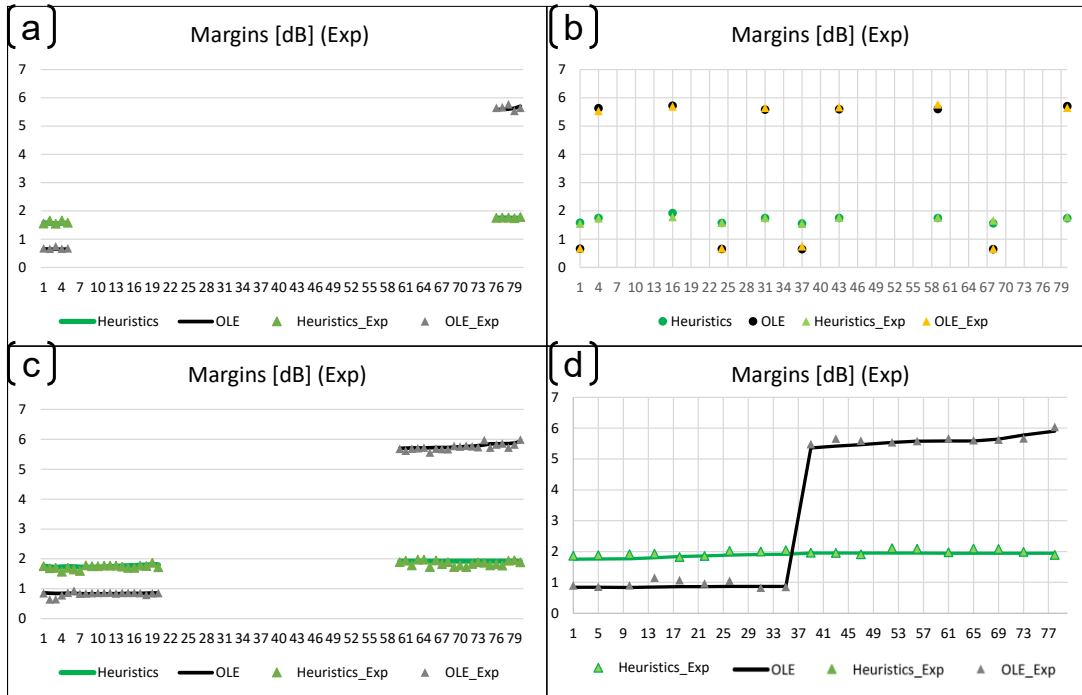 a
Margins [dB] (Exp)
7
6
5
4
3
2
1
0
1 4 7 10 13 16 19 22 25 28 31 34 37 40 43 46 49 52 55 58 61 64 67 70 73 76 79
Heuristics OLE Heuristics_Exp OLE_Exp
b
Margins [dB] (Exp)
7
6
5
4
3
2
1
0
1 4 7 10 13 16 19 22 25 28 31 34 37 40 43 46 49 52 55 58 61 64 67 70 73 76 79
Heuristics OLE Heuristics_Exp OLE_Exp
c
Margins [dB] (Exp)
7
6
5
4
3
2
1
0
1 4 7 10 13 16 19 22 25 28 31 34 37 40 43 46 49 52 55 58 61 64 67 70 73 76 79
Heuristics OLE Heuristics_Exp OLE_Exp
d
Margins [dB] (Exp)
7
6
5
4
3
2
1
0
1 5 9 13 18 22 26 31 35 37 41 45 49 53 57 61 65 69 73 77
Heuristics_Exp OLE Heuristics_Exp OLE_Exp